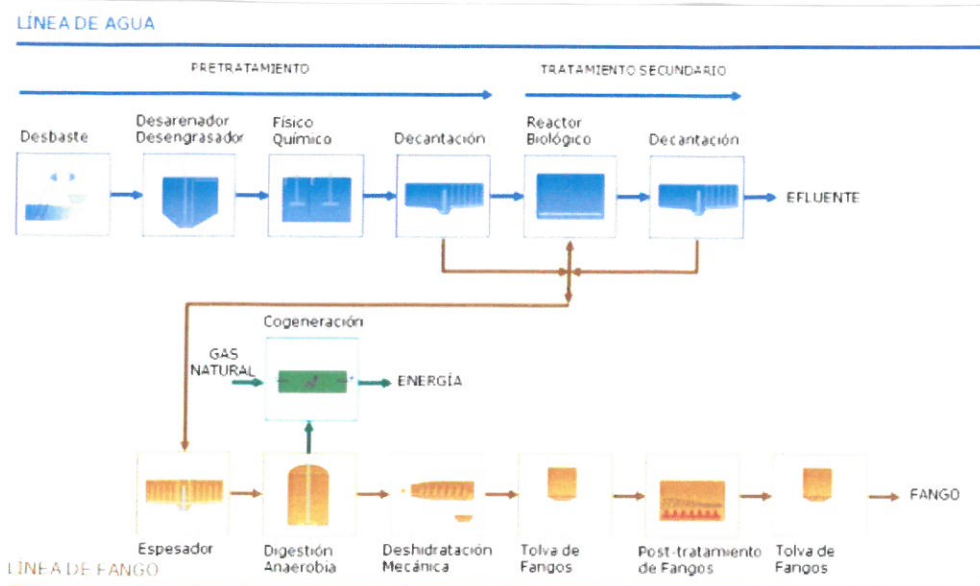 LÍNEA DE AGUA
PRETRATAMIENTO
TRATAMIENTO SECUNDARIO
Desbaste
Desarenador
Desengrasador
Físico
Químico
Decantación
Reactor
Biológico
Decantación
EFLUENTE
Cogeneración
GAS
NATURAL
ENERGÍA
FANGO
Espesador
Digestión
Anaerobia
Deshidratación
Mecánica
Tolva de
Fangos
Post-tratamiento
de Fangos
Tolva de
Fangos
LÍNEA DE FANGO